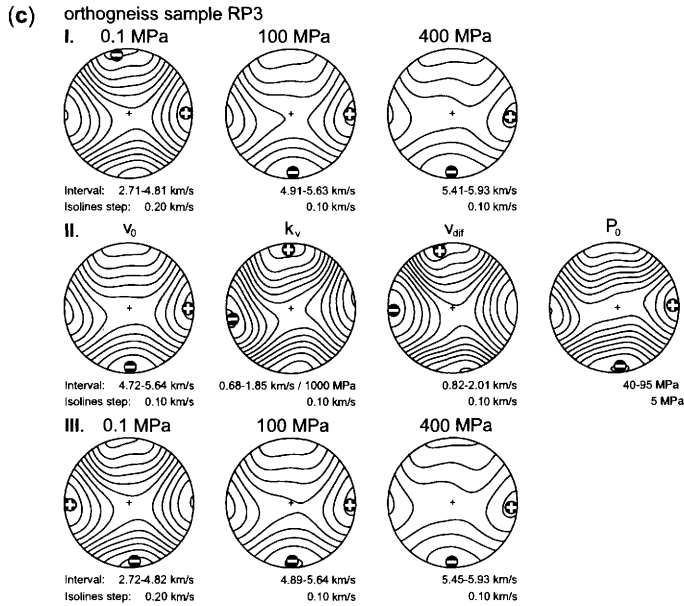 (c) orthogneiss sample RP3
I. 0.1 MPa 100 MPa 400 MPa
Interval: 2.71-4.81 km/s 4.91-5.63 km/s 5.41-5.93 km/s
Isolines step: 0.20 km/s 0.10 km/s 0.10 km/s
II. v0 kv vdif P0
Interval: 4.72-5.64 km/s 0.68-1.85 km/s / 1000 MPa 0.82-2.01 km/s 40-95 MPa
Isolines step: 0.10 km/s 0.10 km/s 0.10 km/s 5 MPa
III. 0.1 MPa 100 MPa 400 MPa
Interval: 2.72-4.82 km/s 4.89-5.64 km/s 5.45-5.93 km/s
Isolines step: 0.20 km/s 0.10 km/s 0.10 km/s